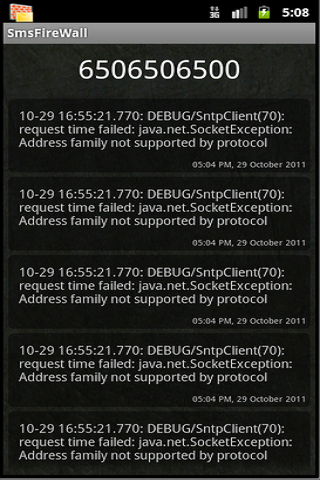 3G
5:08
SmsFireWall
6506506500
10-29 16:55:21.770: DEBUG/SntpClient(70):
request time failed: java.net.SocketException:
Address family not supported by protocol
05:04 PM, 29 October 2011
10-29 16:55:21.770: DEBUG/SntpClient(70):
request time failed: java.net.SocketException:
Address family not supported by protocol
05:04 PM, 29 October 2011
10-29 16:55:21.770: DEBUG/SntpClient(70):
request time failed: java.net.SocketException:
Address family not supported by protocol
05:04 PM, 29 October 2011
10-29 16:55:21.770: DEBUG/SntpClient(70):
request time failed: java.net.SocketException:
Address family not supported by protocol
05:04 PM, 29 October 2011
10-29 16:55:21.770: DEBUG/SntpClient(70):
request time failed: java.net.SocketException:
Address family not supported by protocol